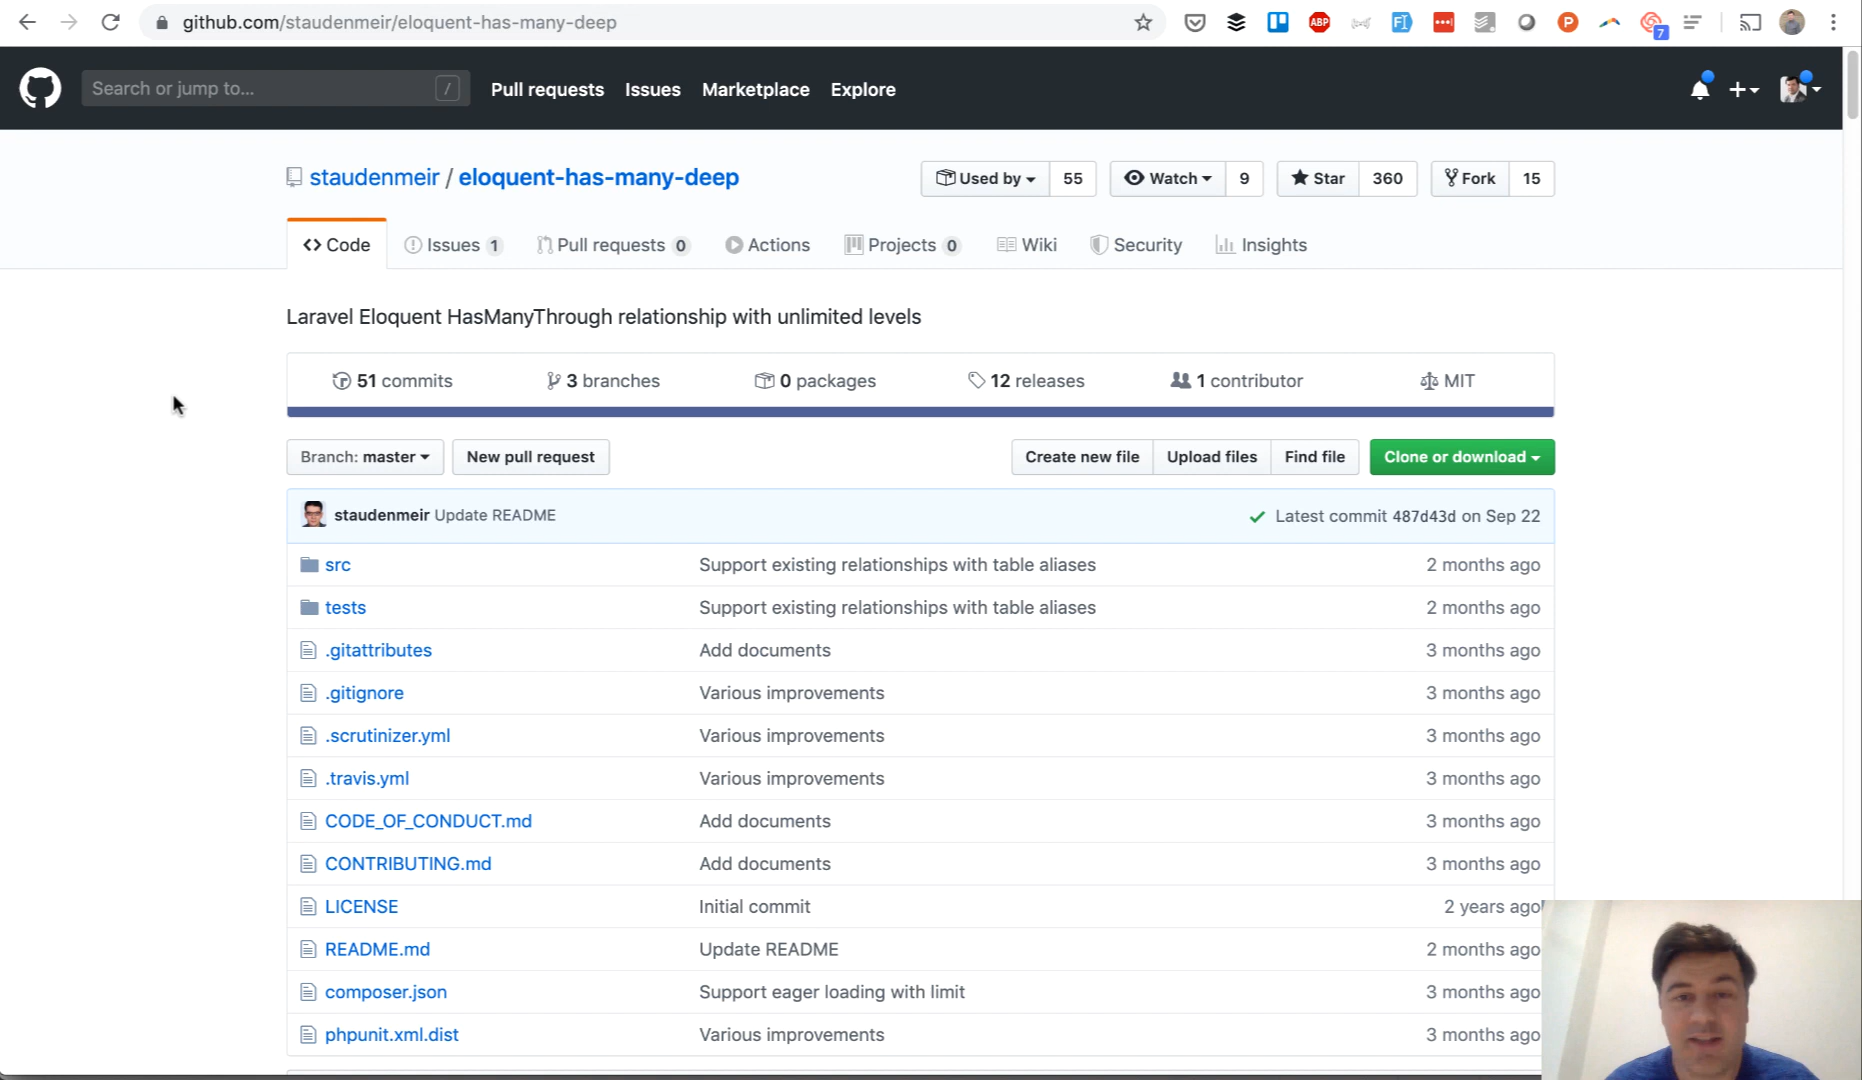 github.com/staudenmeir/eloquent-has-many-deep
ABP
7
Search or jump to... /
Pull requests Issues Marketplace Explore
staudenmeir / eloquent-has-many-deep
Used by 55 Watch 9 Star 360 Fork 15
Code Issues 1 Pull requests 0 Actions Projects 0 Wiki Security Insights
Laravel Eloquent HasManyThrough relationship with unlimited levels
51 commits 3 branches 0 packages 12 releases 1 contributor MIT
Branch: master New pull request Create new file Upload files Find file Clone or download
staudenmeir Update README Latest commit 487d43d on Sep 22
src Support existing relationships with table aliases 2 months ago
tests Support existing relationships with table aliases 2 months ago
.gitattributes Add documents 3 months ago
.gitignore Various improvements 3 months ago
.scrutinizer.yml Various improvements 3 months ago
.travis.yml Various improvements 3 months ago
CODE_OF_CONDUCT.md Add documents 3 months ago
CONTRIBUTING.md Add documents 3 months ago
LICENSE Initial commit 2 years ago
README.md Update README 2 months ago
composer.json Support eager loading with limit 3 months ago
phpunit.xml.dist Various improvements 3 months ago